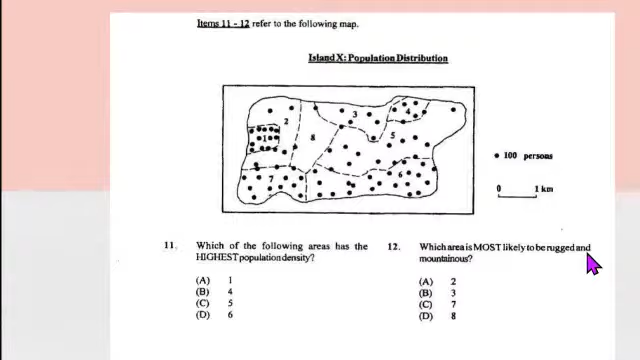 Items 11 - 12 refer to the following map.
Island X: Population Distribution
3
4
2
1
8
5
7
6
100 persons
0 1 km
11. Which of the following areas has the
HIGHEST population density?
(A) 1
(B) 4
(C) 5
(D) 6
12. Which area is MOST likely to be rugged and
mountainous?
(A) 2
(B) 3
(C) 7
(D) 8